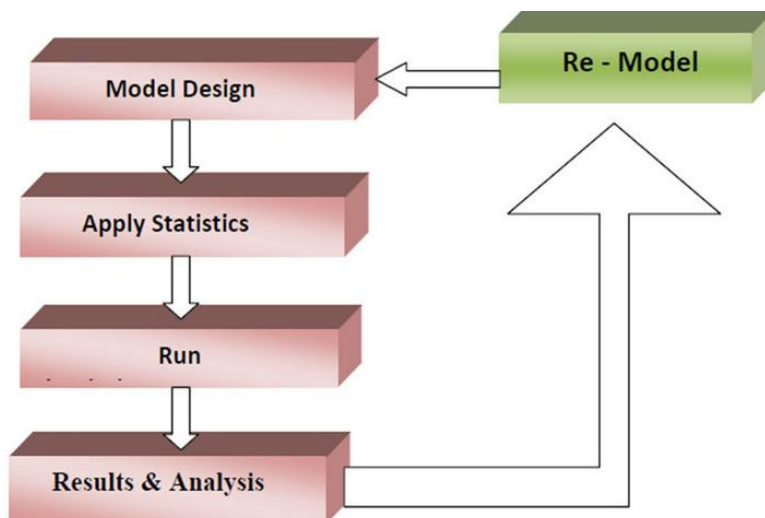 Model Design
Re - Model
Apply Statistics
Run
Results & Analysis